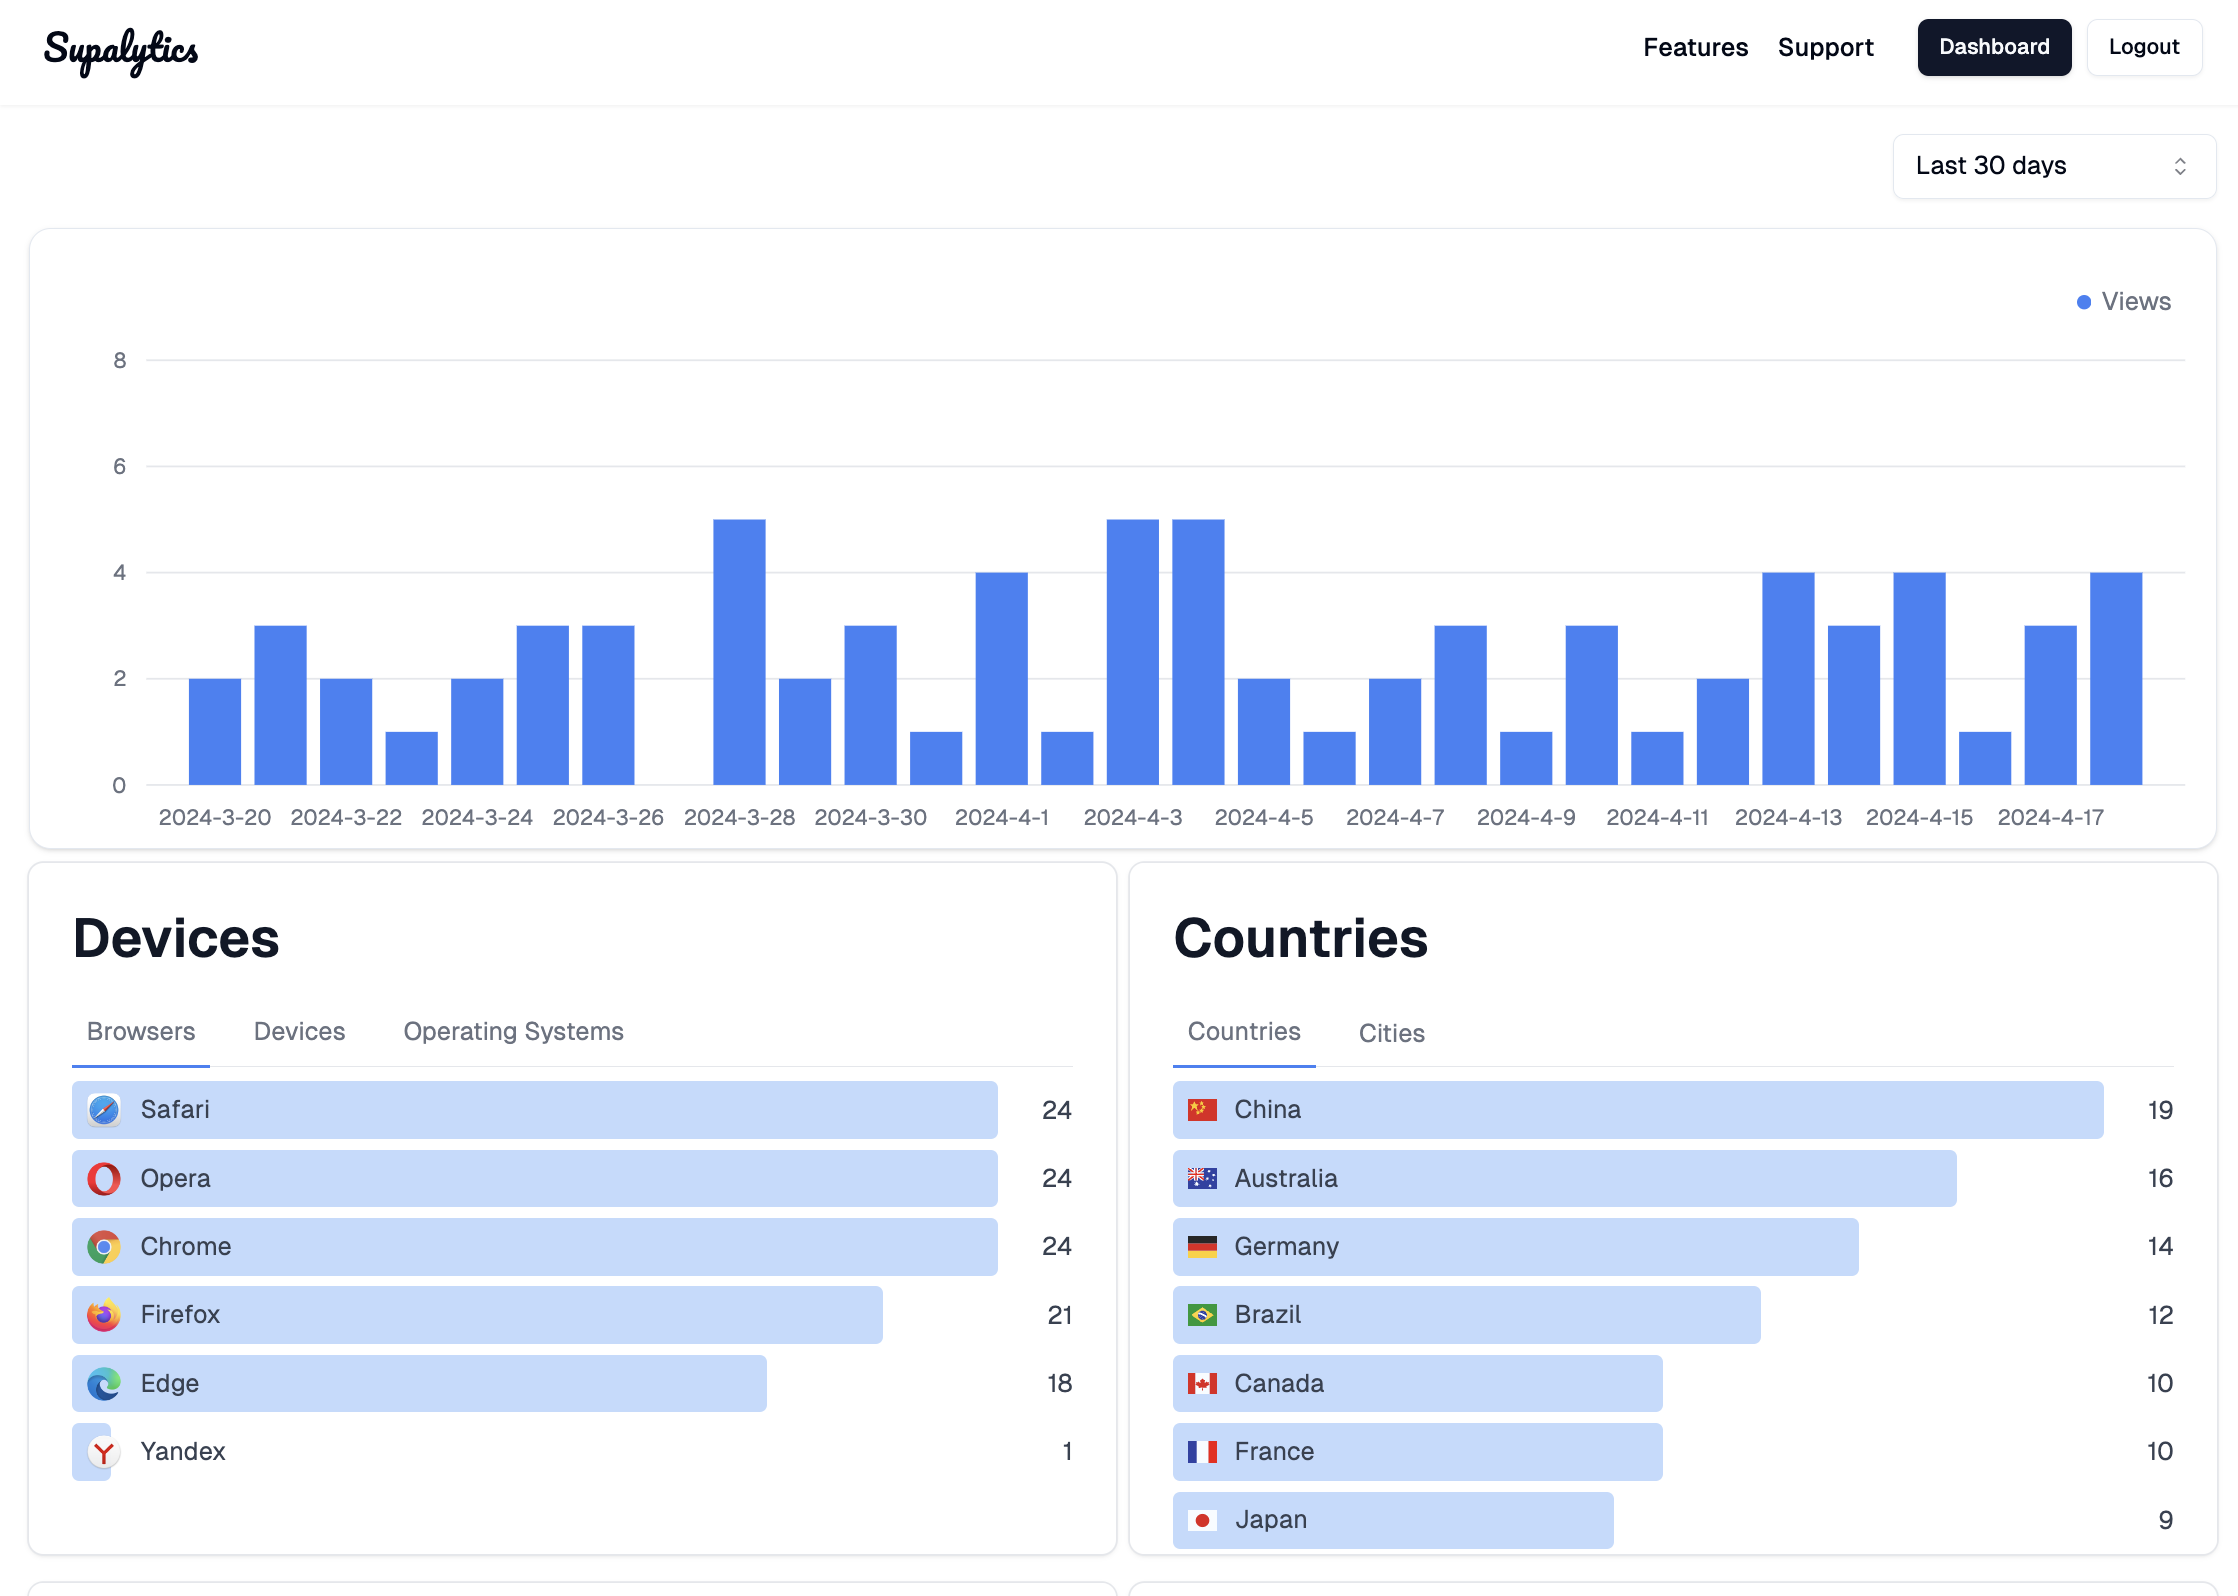 Supalytics
Features Support Dashboard Logout
Last 30 days
Views
8
6
4
2
0
2024-3-20 2024-3-22 2024-3-24 2024-3-26 2024-3-28 2024-3-30 2024-4-1 2024-4-3 2024-4-5 2024-4-7 2024-4-9 2024-4-11 2024-4-13 2024-4-15 2024-4-17
Devices
Browsers Devices Operating Systems
Safari 24
Opera 24
Chrome 24
Firefox 21
Edge 18
Yandex 1
Countries
Countries Cities
China 19
Australia 16
Germany 14
Brazil 12
Canada 10
France 10
Japan 9